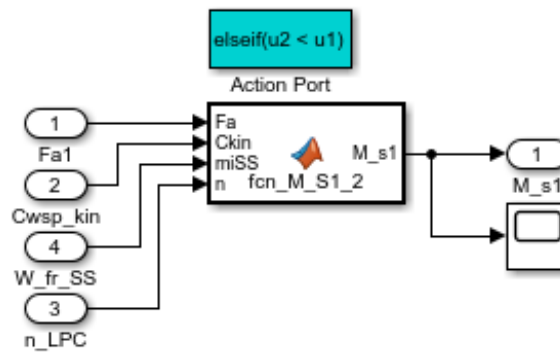 elseif(u2 < u1)
Action Port
1
Fa1
2
Cwsp_kin
4
W_fr_SS
3
n_LPC
Fa
Ckin
miSS
n
M_s1
fcn_M_S1_2
1
M_s1